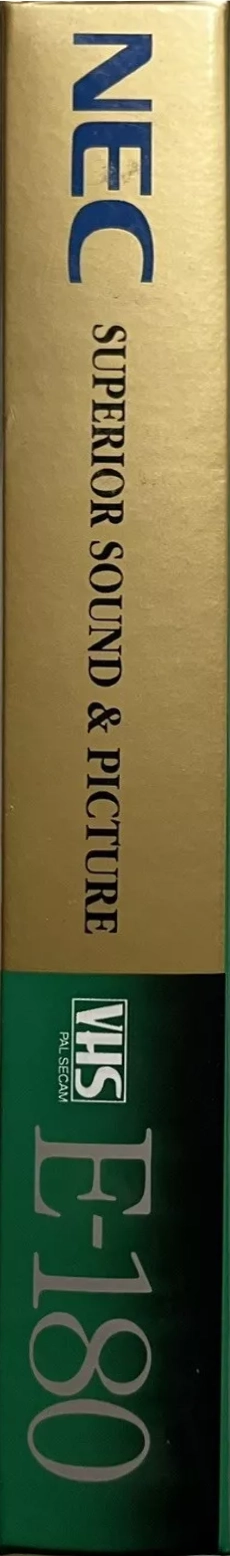 NEC
SUPERIOR SOUND & PICTURE
VHS
PAL SECAM
E-180